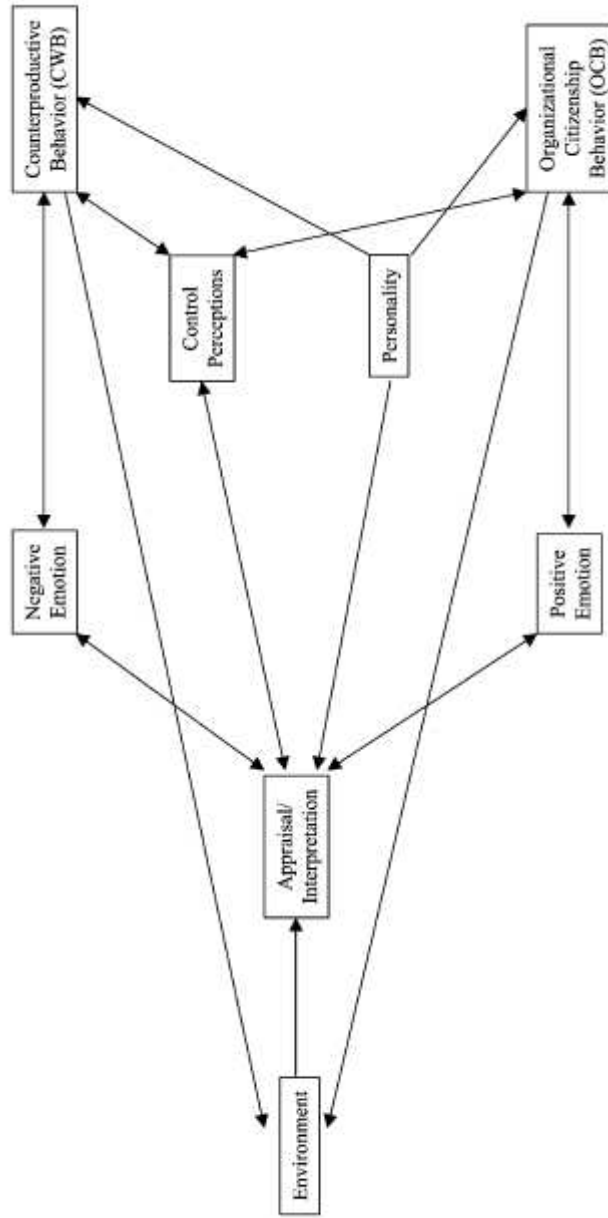 Counterproductive
Behavior (CWB)
Negative
Emotion
Control
Perceptions
Appraisal/
Interpretation
Environment
Personality
Positive
Emotion
Organizational
Citizenship
Behavior (OCB)